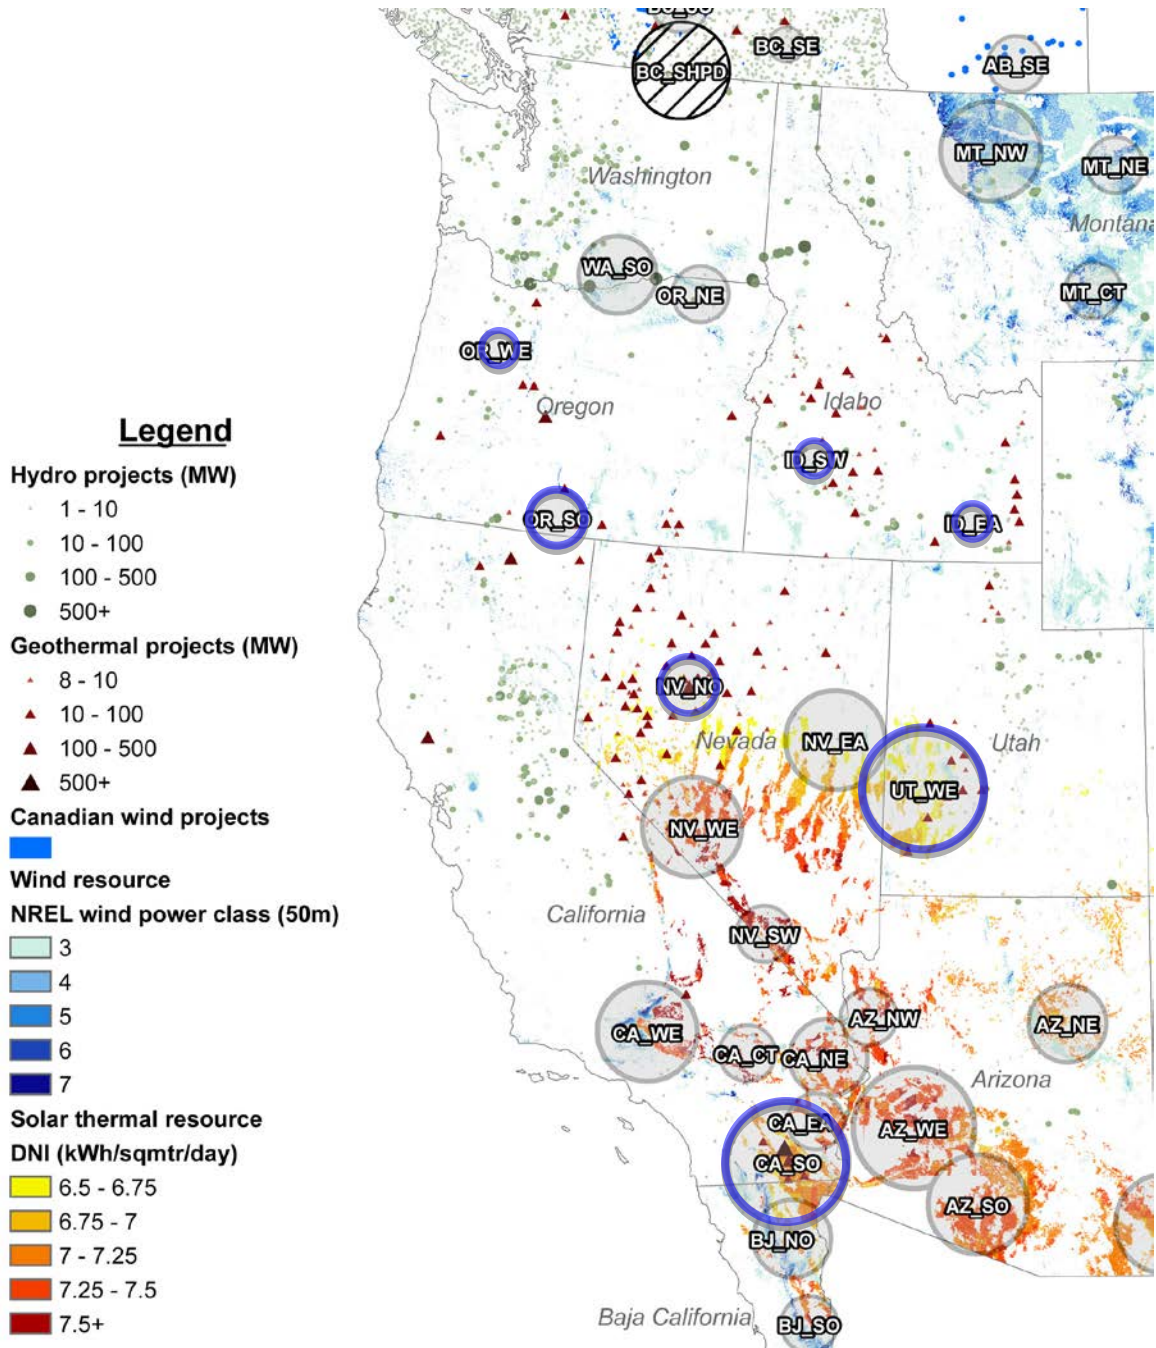 BC_SE
BC_SHPD
AB_SE
MT_NW
MT_NE
Washington
Montana
WA_SO
OR_NE
MT_CT
OR_WE
Oregon
Idaho
ID_SW
OR_SO
ID_EA
NV_NO
Nevada
NV_EA
Utah
UT_WE
NV_WE
California
NV_SW
AZ_NW
AZ_NE
CA_WE
CA_CT
CA_NE
Arizona
CA_EA
AZ_WE
CA_SO
AZ_SO
BJ_NO
Baja California
BJ_SO
Legend
Hydro projects (MW)
1 - 10
10 - 100
100 - 500
500+
Geothermal projects (MW)
8 - 10
10 - 100
100 - 500
500+
Canadian wind projects
Wind resource
NREL wind power class (50m)
3
4
5
6
7
Solar thermal resource
DNI (kWh/sqmtr/day)
6.5 - 6.75
6.75 - 7
7 - 7.25
7.25 - 7.5
7.5+